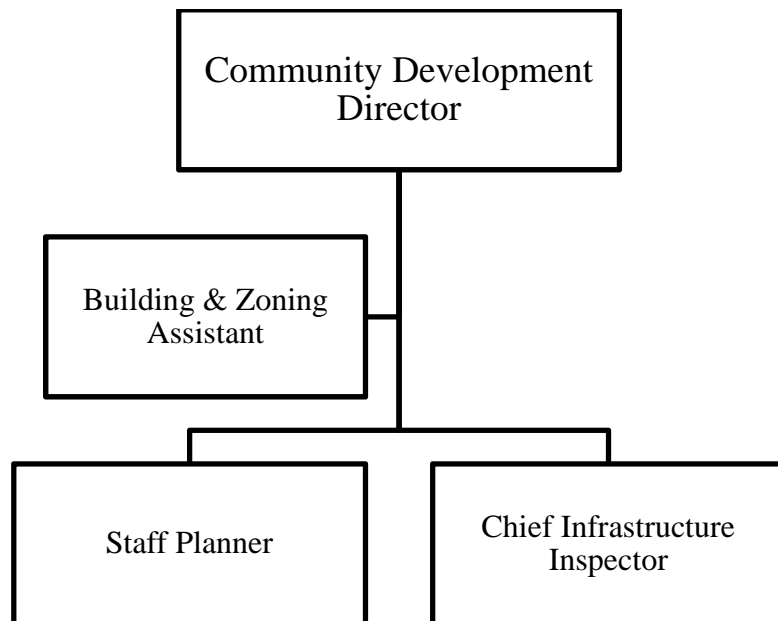 Community Development
Director
Building & Zoning
Assistant
Staff Planner
Chief Infrastructure
Inspector